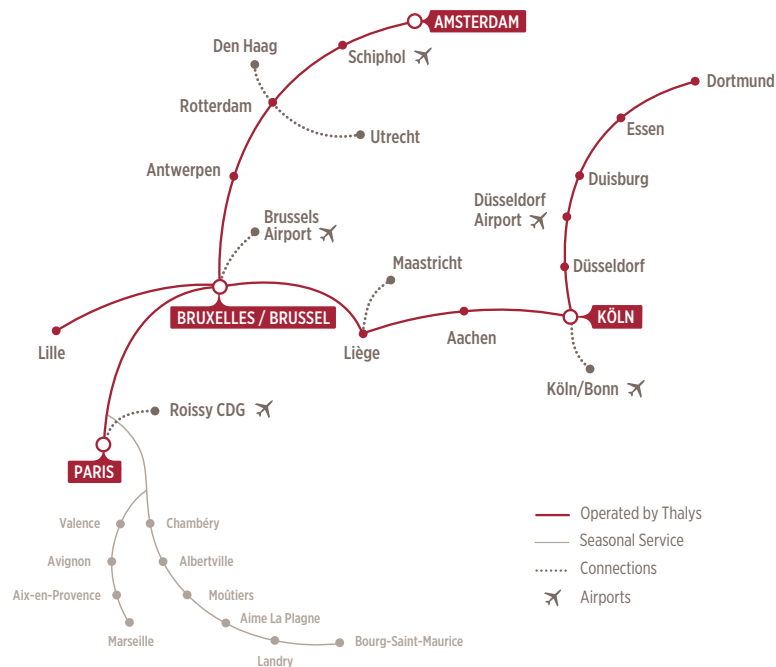 AMSTERDAM
Den Haag
Schiphol
Dortmund
Rotterdam
Essen
Utrecht
Antwerpen
Duisburg
Düsseldorf
Airport
Brussels
Airport
Maastricht
Düsseldorf
BRUXELLES / BRUSSEL
KÖLN
Lille
Liège
Aachen
Köln/Bonn
Roissy CDG
PARIS
Operated by Thalys
Seasonal Service
Connections
Airports
Valence
Chambéry
Avignon
Albertville
Aix-en-Provence
Moûtiers
Aime La Plagne
Marseille
Bourg-Saint-Maurice
Landry